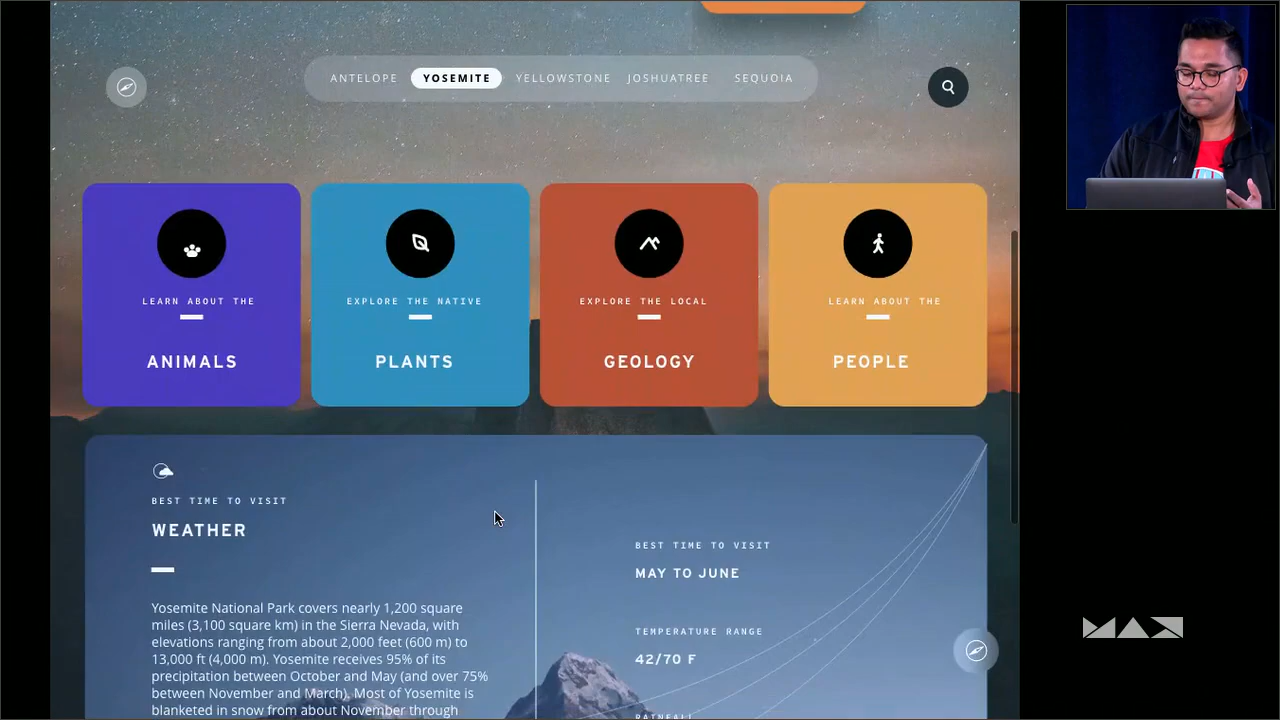 ANTELOPE YOSEMITE YELLOWSTONE JOSHUATREE SEQUOIA
LEARN ABOUT THE
ANIMALS
EXPLORE THE NATIVE
PLANTS
EXPLORE THE LOCAL
GEOLOGY
LEARN ABOUT THE
PEOPLE
BEST TIME TO VISIT
WEATHER
Yosemite National Park covers nearly 1,200 square
miles (3,100 square km) in the Sierra Nevada, with
elevations ranging from about 2,000 feet (600 m) to
13,000 ft (4,000 m). Yosemite receives 95% of its
precipitation between October and May (and over 75%
between November and March). Most of Yosemite is
blanketed in snow from about November through
BEST TIME TO VISIT
MAY TO JUNE
TEMPERATURE RANGE
42/70 F
RAINFALL
MAX